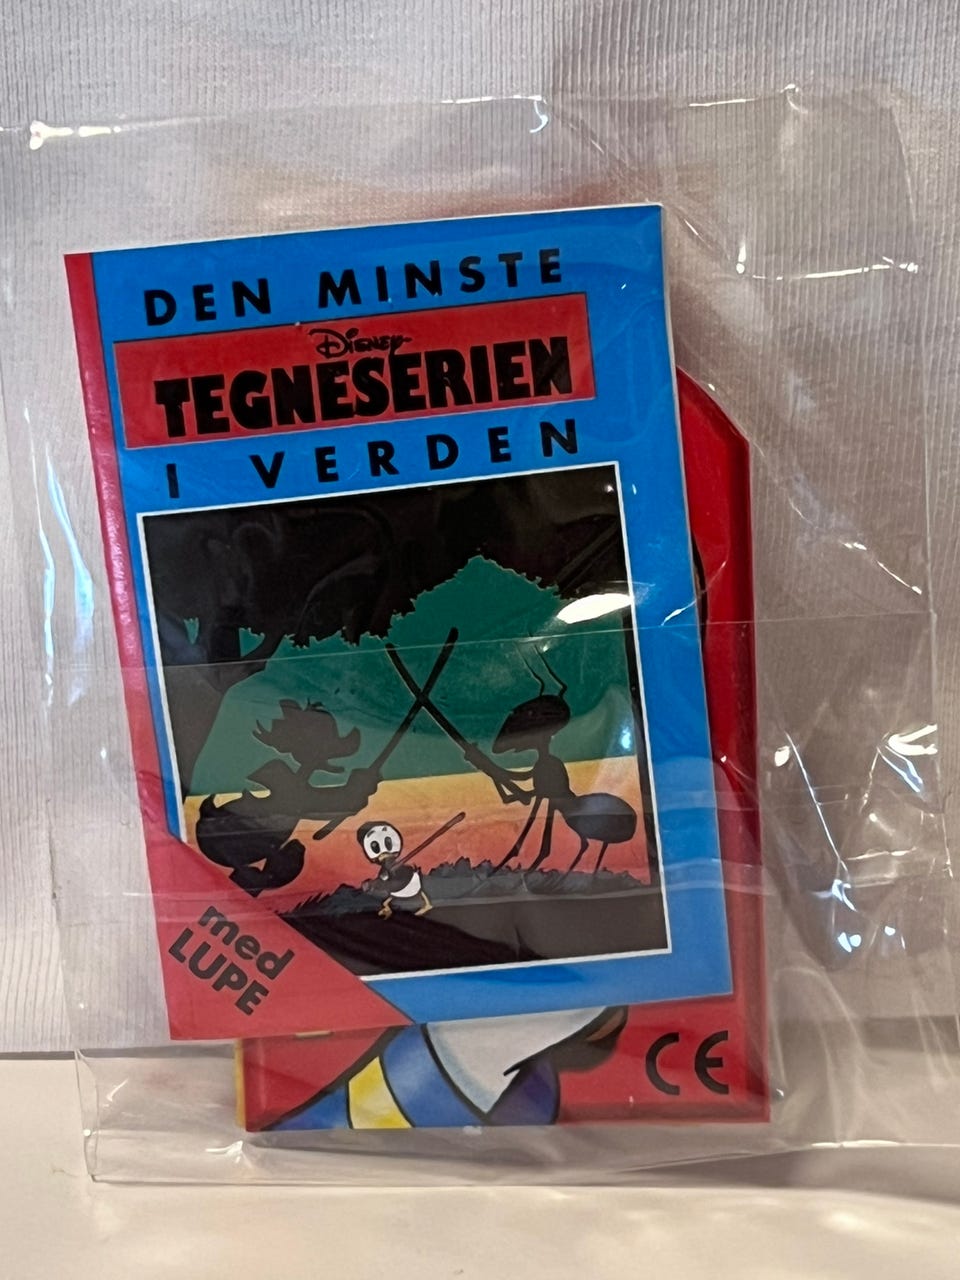 DEN MINSTE
Disney
TEGNESERIEN
I VERDEN
med
LUPE
CE